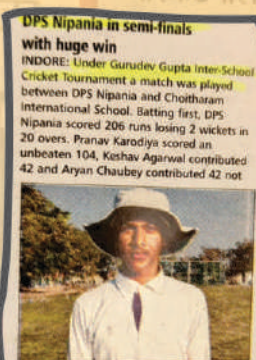 DPS Nipania in semi-finals
with huge win
INDORE: Under Gurudev Gupta Inter-School
Cricket Tournament a match was played
between DPS Nipania and Choitharam
International School. Batting first, DPS
Nipania scored 206 runs losing 2 wickets in
20 overs. Pranav Karodiya scored an
unbeaten 104, Keshav Agarwal contributed
42 and Aryan Chaubey contributed 42 not